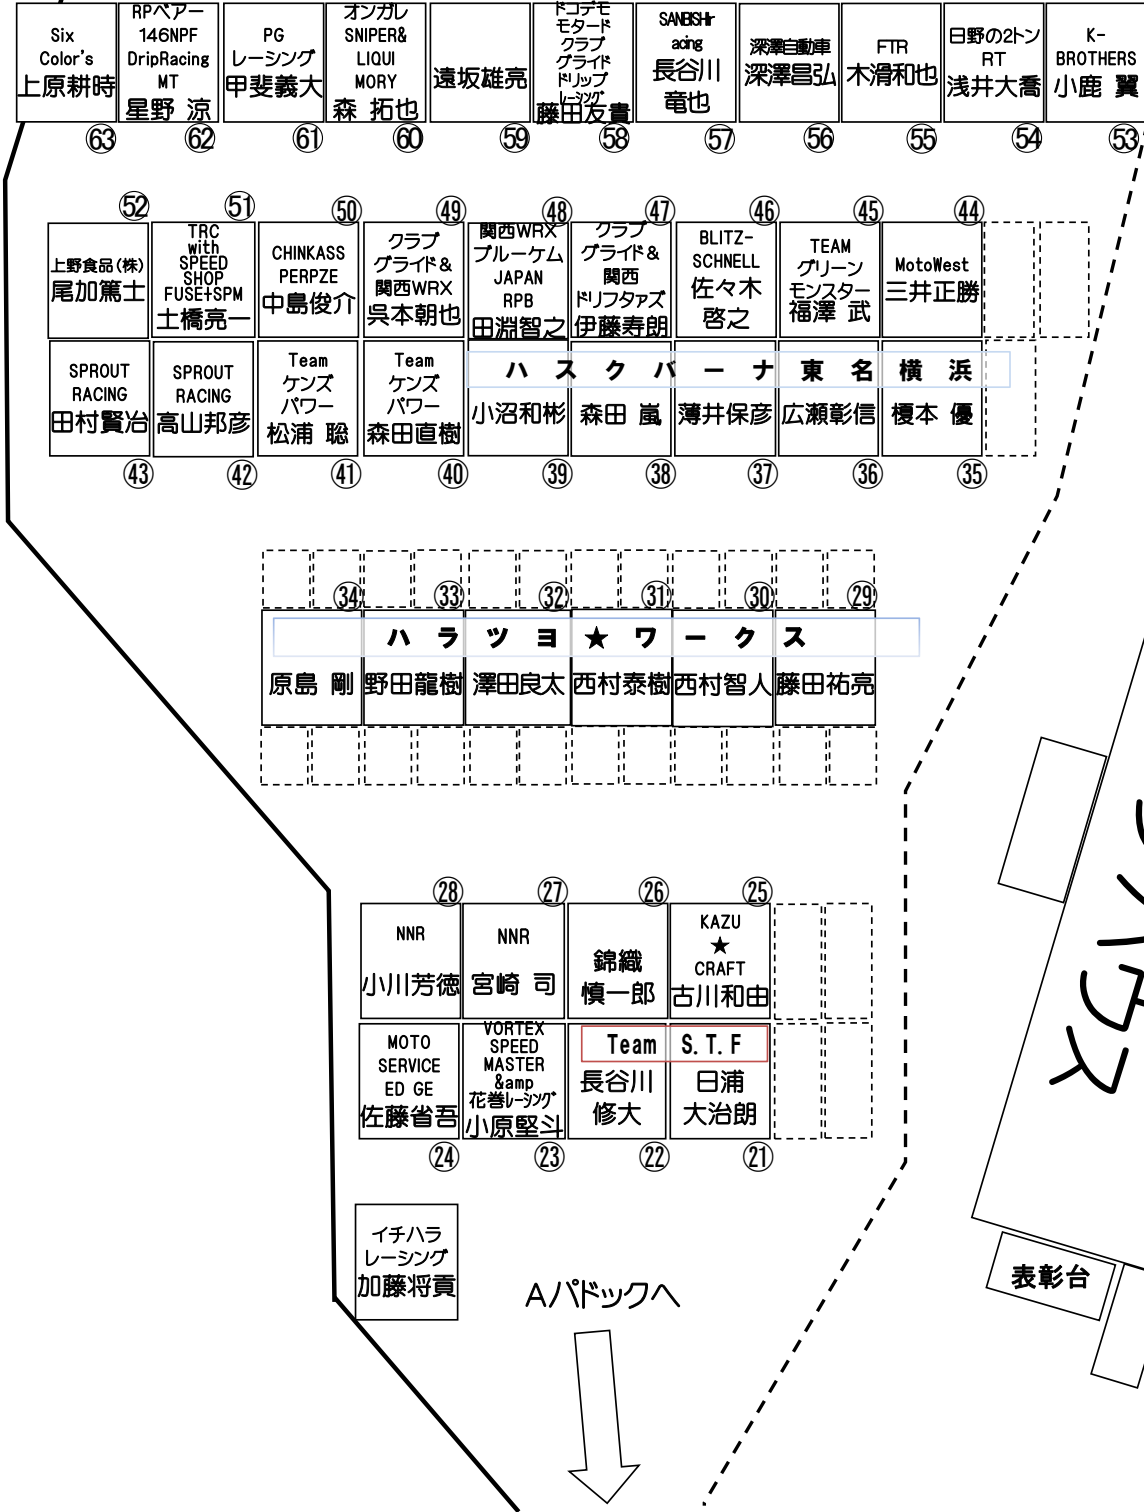 Six
Color's
上原耕時
63
RPベアー
146NPF
DripRacing
MT
星野 涼
62
PG
レーシング
甲斐義大
61
オンガレ
SNIPER&
LIQUI
MORY
森 拓也
60
遠坂雄亮
59
ドコデモ
モタード
クラブ
グライド
ドリップ
レーシング
藤田友貴
58
SANBISHIr
acing
長谷川
竜也
57
深澤自動車
深澤昌弘
56
FTR
木滑和也
55
日野の2トン
RT
浅井大喬
54
K-
BROTHERS
小鹿 翼
53
52
上野食品(株)
尾加篤士
51
TRC
with
SPEED
SHOP
FUSE+SPM
土橋亮一
50
CHINKASS
PERPZE
中島俊介
49
クラブ
グライド&
関西WRX
呉本朝也
48
関西WRX
ブルーケム
JAPAN
RPB
田淵智之
47
クラブ
グライド&
関西
ドリフタァズ
伊藤寿朗
46
BLITZ-
SCHNELL
佐々木
啓之
45
TEAM
グリーン
モンスター
福澤 武
44
MotoWest
三井正勝
SPROUT
RACING
田村賢冶
43
SPROUT
RACING
高山邦彦
42
Team
ケンズ
パワー
松浦 聡
41
Team
ケンズ
パワー
森田直樹
40
ハスクバーナ東名横浜
小沼和彬
39
森田 嵐
38
薄井保彦
37
広瀬彰信
36
榎本 優
35
34
33
32
31
30
29
ハラツヨ★ワークス
原島 剛
野田龍樹
澤田良太
西村泰樹
西村智人
藤田祐亮
28
NNR
小川芳徳
27
NNR
宮崎 司
26
錦織
慎一郎
25
KAZU
★
CRAFT
古川和由
MOTO
SERVICE
ED GE
佐藤省吾
24
VORTEX
SPEED
MASTER
&amp
花巻レーシング
小原堅斗
23
Team S.T.F
長谷川
修大
22
日浦
大治朗
21
イチハラ
レーシング
加藤将貢
Aパドックへ
表彰台